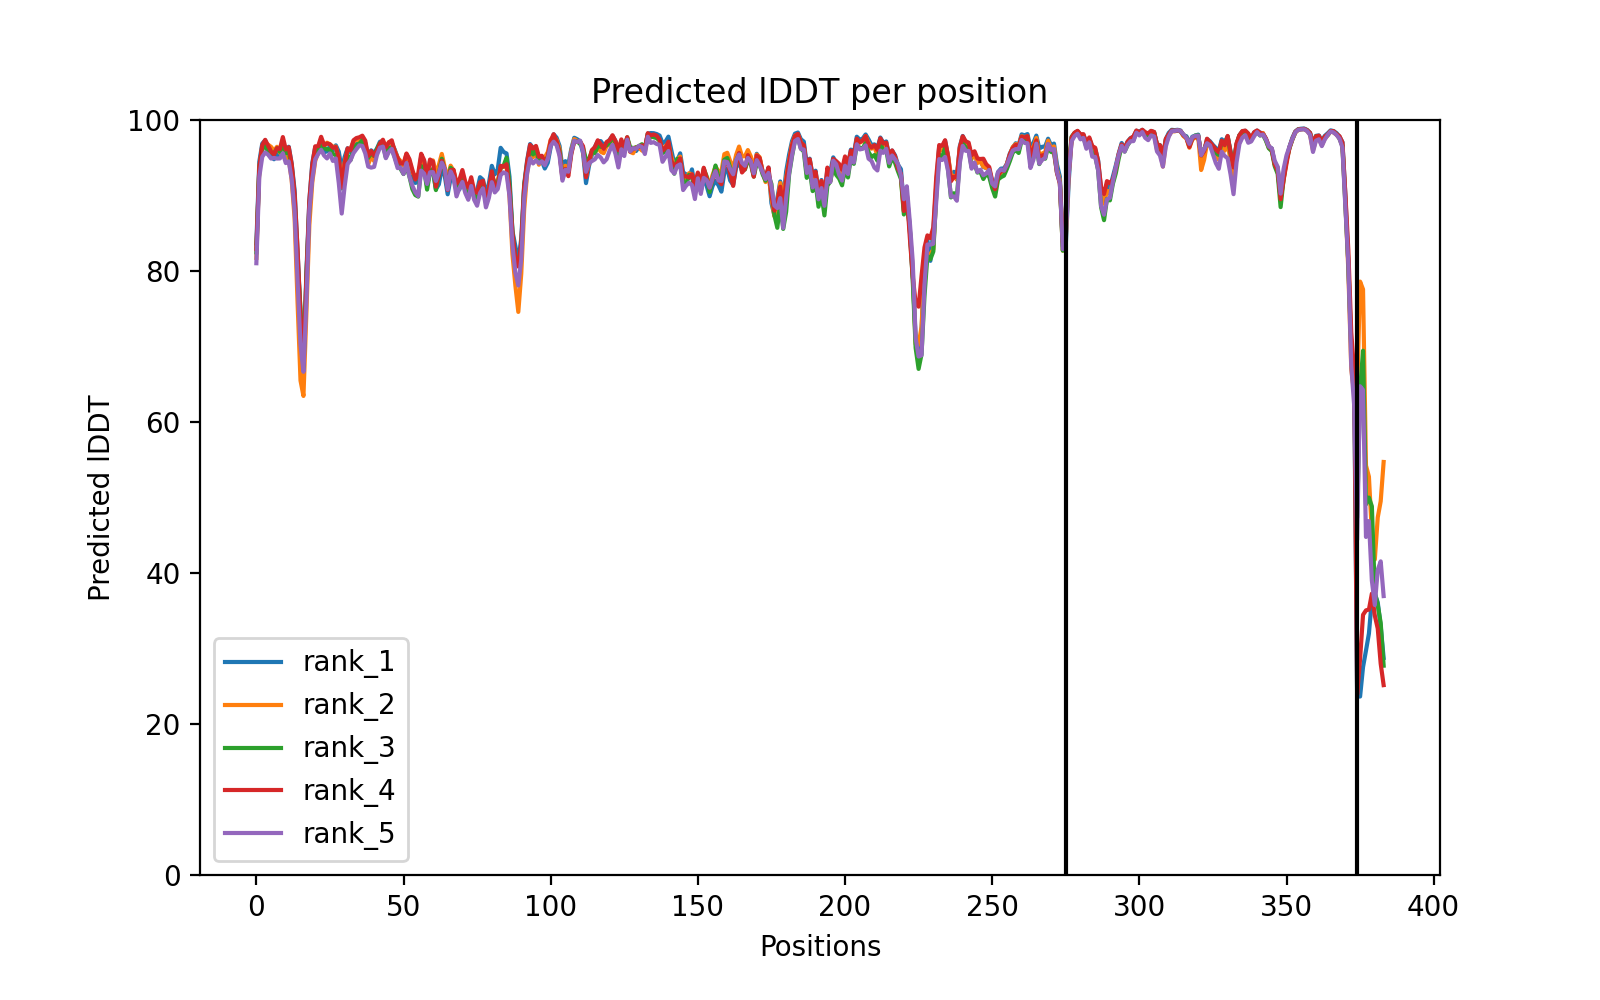 Predicted lDDT per position
100
80
60
40
20
0
Predicted lDDT
rank_1
rank_2
rank_3
rank_4
rank_5
0 50 100 150 200 250 300 350 400
Positions